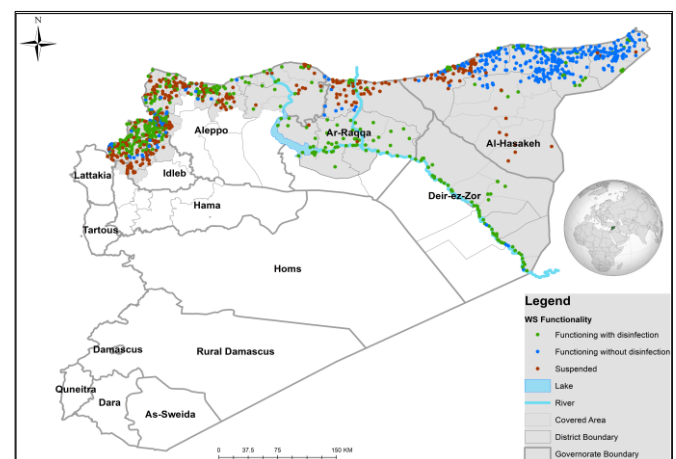 N
Aleppo
Ar-Raqqa
Al-Hasakeh
Lattakia
Idleb
Deir-ez-Zor
Hama
Tartous
Homs
Damascus
Rural Damascus
Quneitra
Dara
As-Sweida
Legend
WS Functionality
Functioning with disinfection
Functioning without disinfection
Suspended
Lake
River
Covered Area
District Boundary
Governorate Boundary
0 37.5 75 150 KM